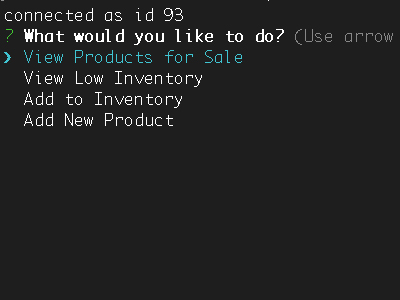 connected as id 93
? What would you like to do? (Use arrow
❯ View Products for Sale
View Low Inventory
Add to Inventory
Add New Product